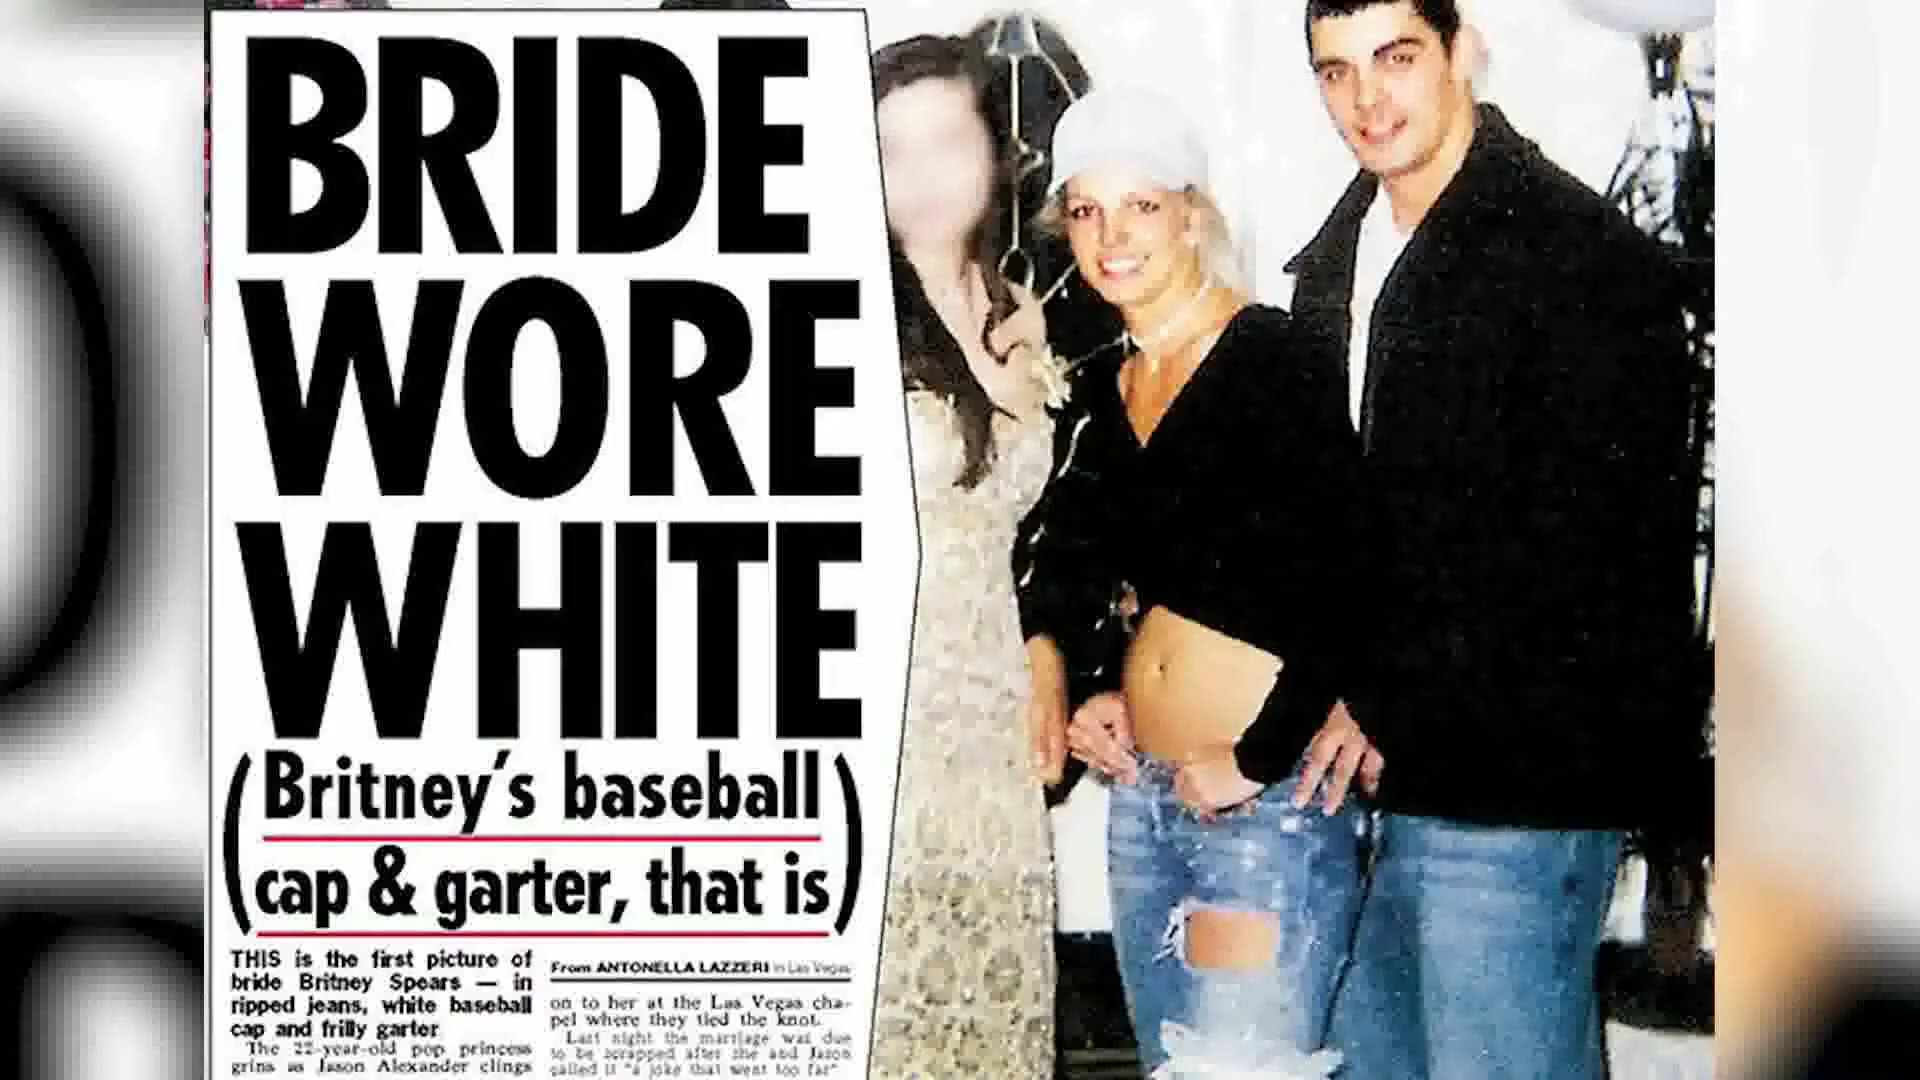 BRIDE
WORE
WHITE
(Britney's baseball
cap & garter, that is)
THIS is the first picture of
bride Britney Spears — in
ripped jeans, white baseball
cap and frilly garter
The 22-year-old pop princess
grins as Jason Alexander clings
From ANTONELLA LAZZERI in Las Vegas
on to her at the Las Vegas cha-
pel where they tied the knot.
Last night the marriage was due
to be scrapped after she and Jason
called it "a joke that went too far"